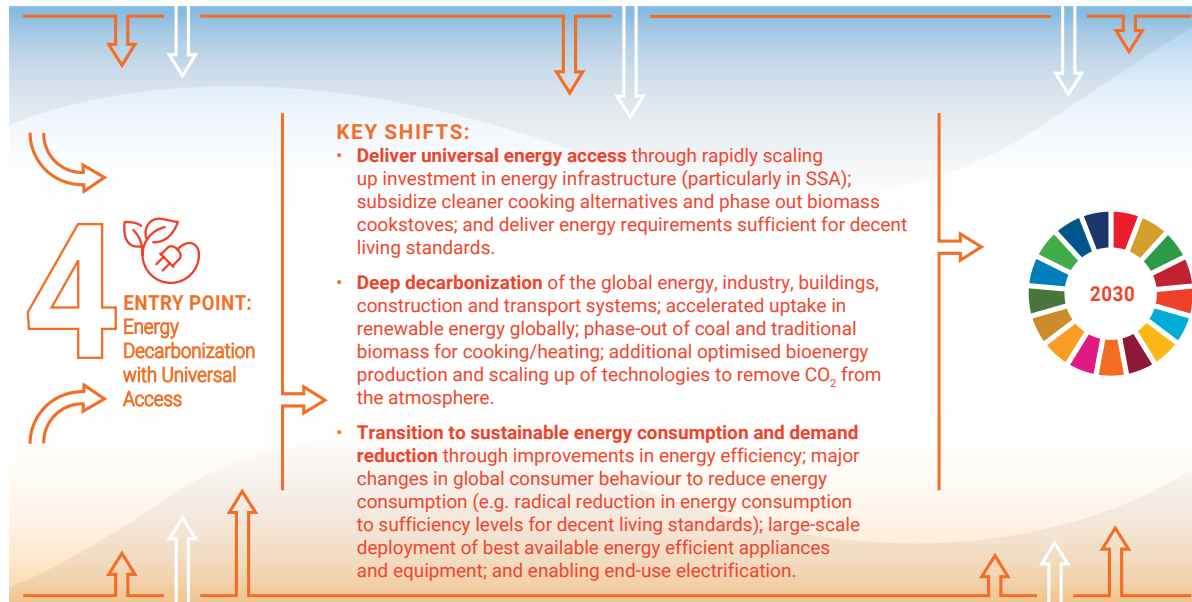 4
ENTRY POINT:
Energy
Decarbonization
with Universal
Access
KEY SHIFTS:
• Deliver universal energy access through rapidly scaling
up investment in energy infrastructure (particularly in SSA);
subsidize cleaner cooking alternatives and phase out biomass
cookstoves; and deliver energy requirements sufficient for decent
living standards.
• Deep decarbonization of the global energy, industry, buildings,
construction and transport systems; accelerated uptake in
renewable energy globally; phase-out of coal and traditional
biomass for cooking/heating; additional optimised bioenergy
production and scaling up of technologies to remove CO₂ from
the atmosphere.
• Transition to sustainable energy consumption and demand
reduction through improvements in energy efficiency; major
changes in global consumer behaviour to reduce energy
consumption (e.g. radical reduction in energy consumption
to sufficiency levels for decent living standards); large-scale
deployment of best available energy efficient appliances
and equipment; and enabling end-use electrification.
2030